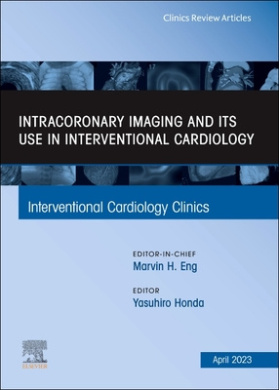 Clinics Review Articles
INTRACORONARY IMAGING AND ITS
USE IN INTERVENTIONAL CARDIOLOGY
Interventional Cardiology Clinics
EDITOR-IN-CHIEF
Marvin H. Eng
EDITOR
Yasuhiro Honda
ELSEVIER
April 2023